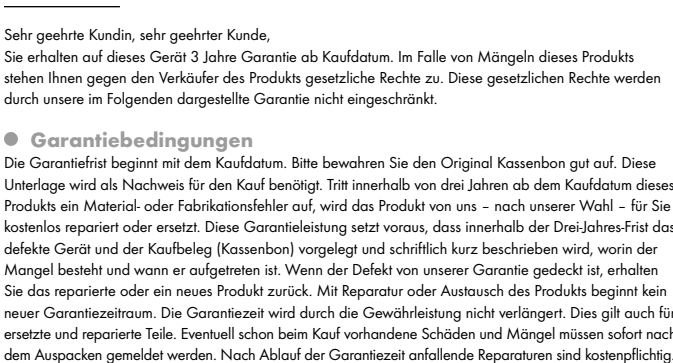 Sehr geehrte Kundin, sehr geehrter Kunde,
Sie erhalten auf dieses Gerät 3 Jahre Garantie ab Kaufdatum. Im Falle von Mängeln dieses Produkts
stehen Ihnen gegen den Verkäufer des Produkts gesetzliche Rechte zu. Diese gesetzlichen Rechte werden
durch unsere im Folgenden dargestellte Garantie nicht eingeschränkt.
● Garantiebedingungen
Die Garantiefrist beginnt mit dem Kaufdatum. Bitte bewahren Sie den Original Kassenbon gut auf. Diese
Unterlage wird als Nachweis für den Kauf benötigt. Tritt innerhalb von drei Jahren ab dem Kaufdatum dieses
Produkts ein Material- oder Fabrikationsfehler auf, wird das Produkt von uns – nach unserer Wahl – für Sie
kostenlos repariert oder ersetzt. Diese Garantieleistung setzt voraus, dass innerhalb der Drei-Jahres-Frist das
defekte Gerät und der Kaufbeleg (Kassenbon) vorgelegt und schriftlich kurz beschrieben wird, worin der
Mangel besteht und wann er aufgetreten ist. Wenn der Defekt von unserer Garantie gedeckt ist, erhalten
Sie das reparierte oder ein neues Produkt zurück. Mit Reparatur oder Austausch des Produkts beginnt kein
neuer Garantiezeitraum. Die Garantiezeit wird durch die Gewährleistung nicht verlängert. Dies gilt auch für
ersetzte und reparierte Teile. Eventuell schon beim Kauf vorhandene Schäden und Mängel müssen sofort nach
dem Auspacken gemeldet werden. Nach Ablauf der Garantiezeit anfallende Reparaturen sind kostenpflichtig.